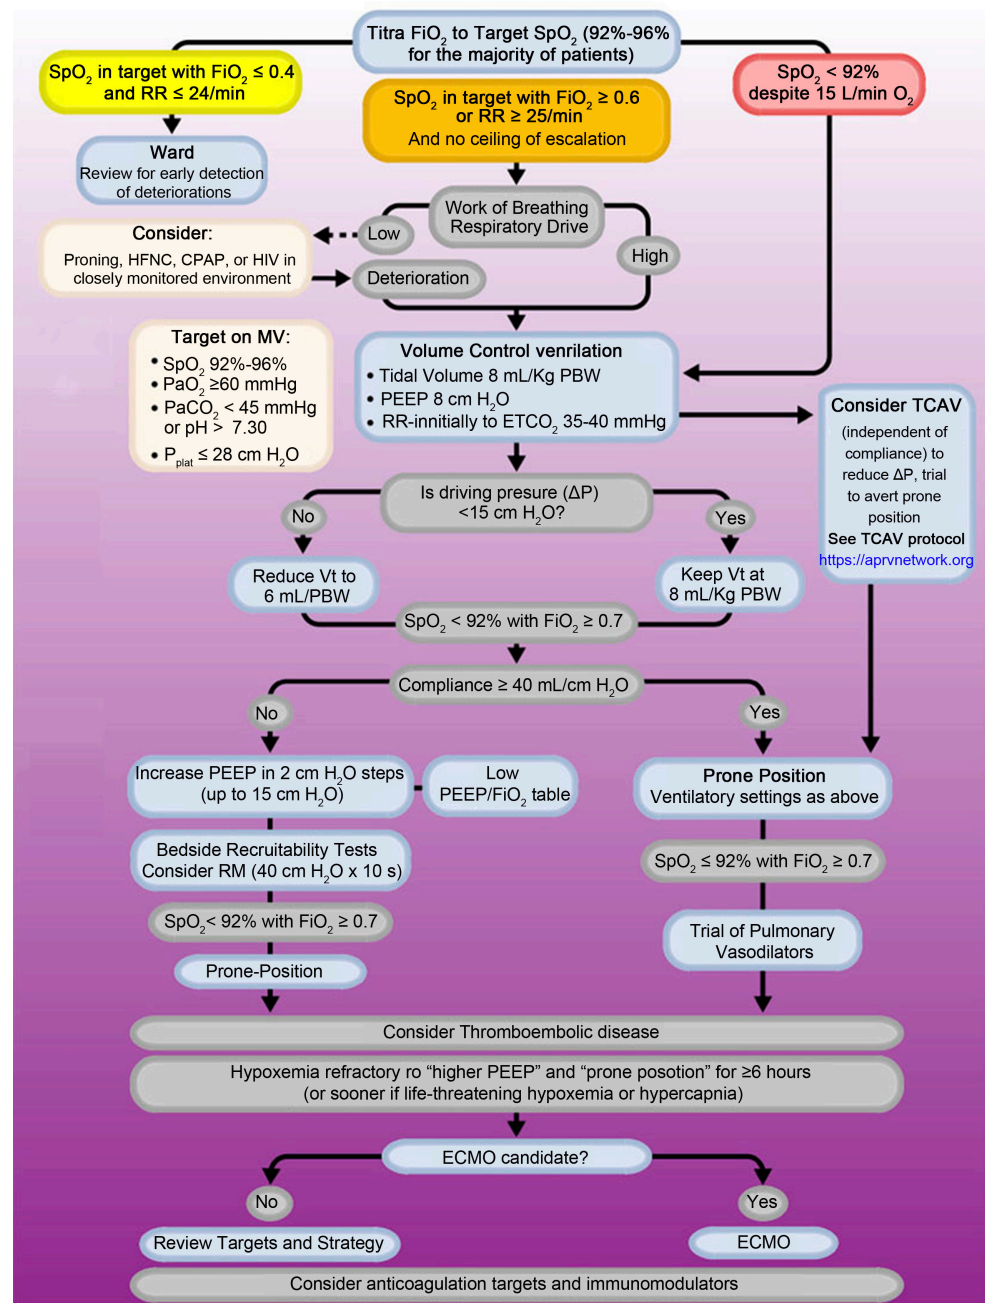 Titra FiO2 to Target SpO2 (92%-96%
for the majority of patients)
SpO2 in target with FiO2 ≤ 0.4
and RR ≤ 24/min
SpO2 in target with FiO2 ≥ 0.6
or RR ≥ 25/min
And no ceiling of escalation
SpO2 < 92%
despite 15 L/min O2
Ward
Review for early detection
of deteriorations
Work of Breathing
Respiratory Drive
Low
High
Consider:
Proning, HFNC, CPAP, or HIV in
closely monitored environment
Deterioration
Target on MV:
• SpO2 92%-96%
• PaO2 ≥60 mmHg
• PaCO2 < 45 mmHg
or pH > 7.30
• Pplat ≤ 28 cm H2O
Volume Control venrilation
• Tidal Volume 8 mL/Kg PBW
• PEEP 8 cm H2O
• RR-innitially to ETCO2 35-40 mmHg
Consider TCAV
(independent of
compliance) to
reduce ΔP, trial
to avert prone
position
See TCAV protocol
https://aprvnetwork.org
Is driving presure (ΔP)
<15 cm H2O?
No
Yes
Reduce Vt to
6 mL/PBW
Keep Vt at
8 mL/Kg PBW
SpO2 < 92% with FiO2 ≥ 0.7
Compliance ≥ 40 mL/cm H2O
No
Yes
Increase PEEP in 2 cm H2O steps
(up to 15 cm H2O)
Low
PEEP/FiO2 table
Prone Position
Ventilatory settings as above
Bedside Recruitability Tests
Consider RM (40 cm H2O x 10 s)
SpO2 ≤ 92% with FiO2 ≥ 0.7
SpO2< 92% with FiO2 ≥ 0.7
Trial of Pulmonary
Vasodilators
Prone-Position
Consider Thromboembolic disease
Hypoxemia refractory ro “higher PEEP” and “prone posotion” for ≥6 hours
(or sooner if life-threatening hypoxemia or hypercapnia)
ECMO candidate?
No
Yes
Review Targets and Strategy
ECMO
Consider anticoagulation targets and immunomodulators